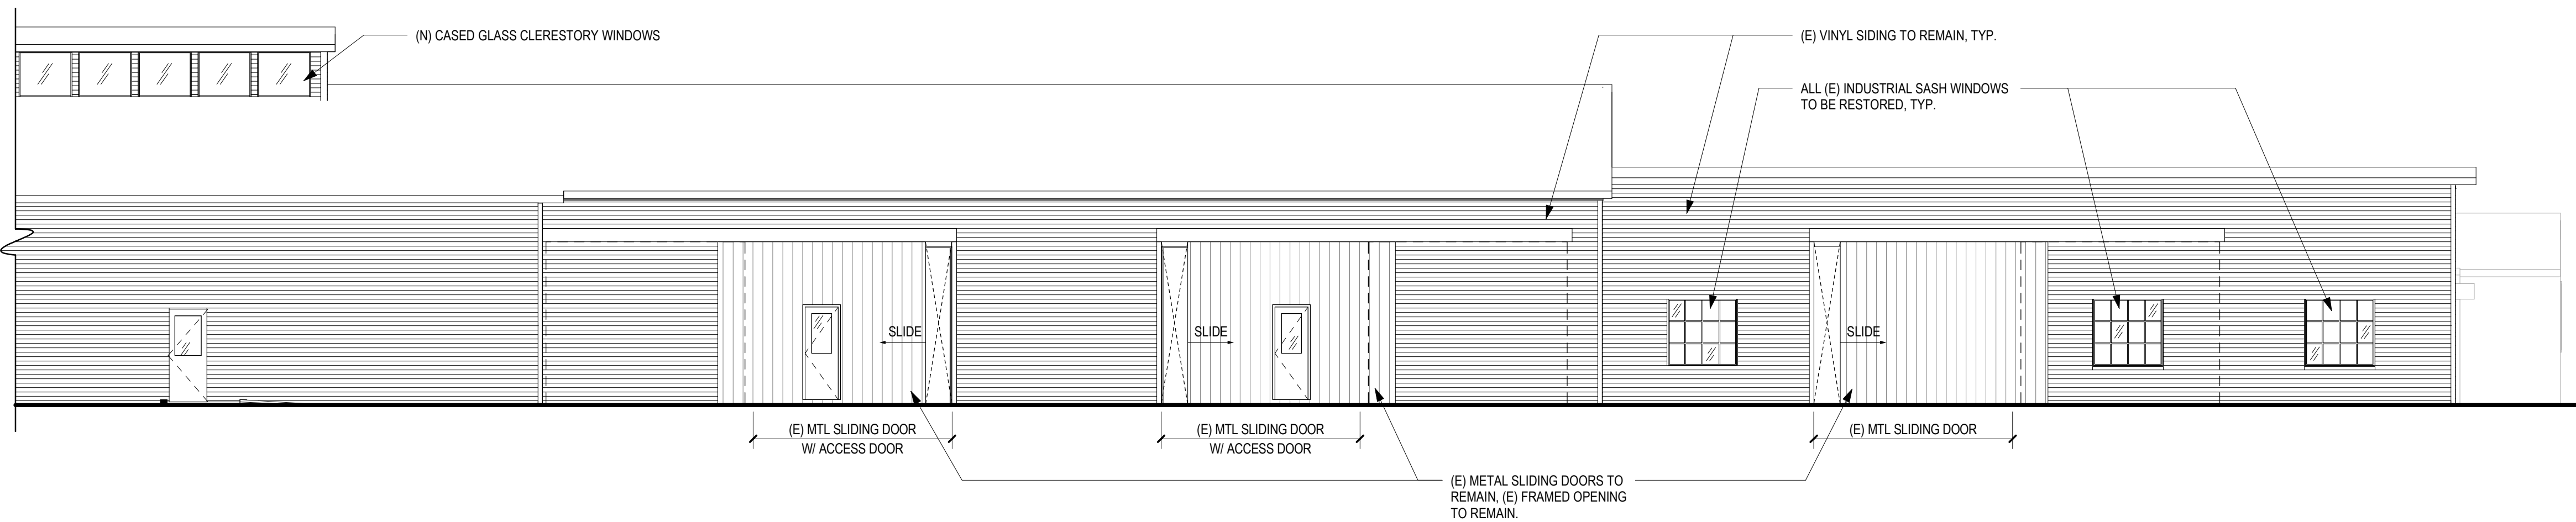 (N) CASED GLASS CLERESTORY WINDOWS
(E) VINYL SIDING TO REMAIN, TYP.
ALL (E) INDUSTRIAL SASH WINDOWS
TO BE RESTORED, TYP.
SLIDE
SLIDE
SLIDE
(E) MTL SLIDING DOOR
W/ ACCESS DOOR
(E) MTL SLIDING DOOR
W/ ACCESS DOOR
(E) MTL SLIDING DOOR
(E) METAL SLIDING DOORS TO
REMAIN, (E) FRAMED OPENING
TO REMAIN.